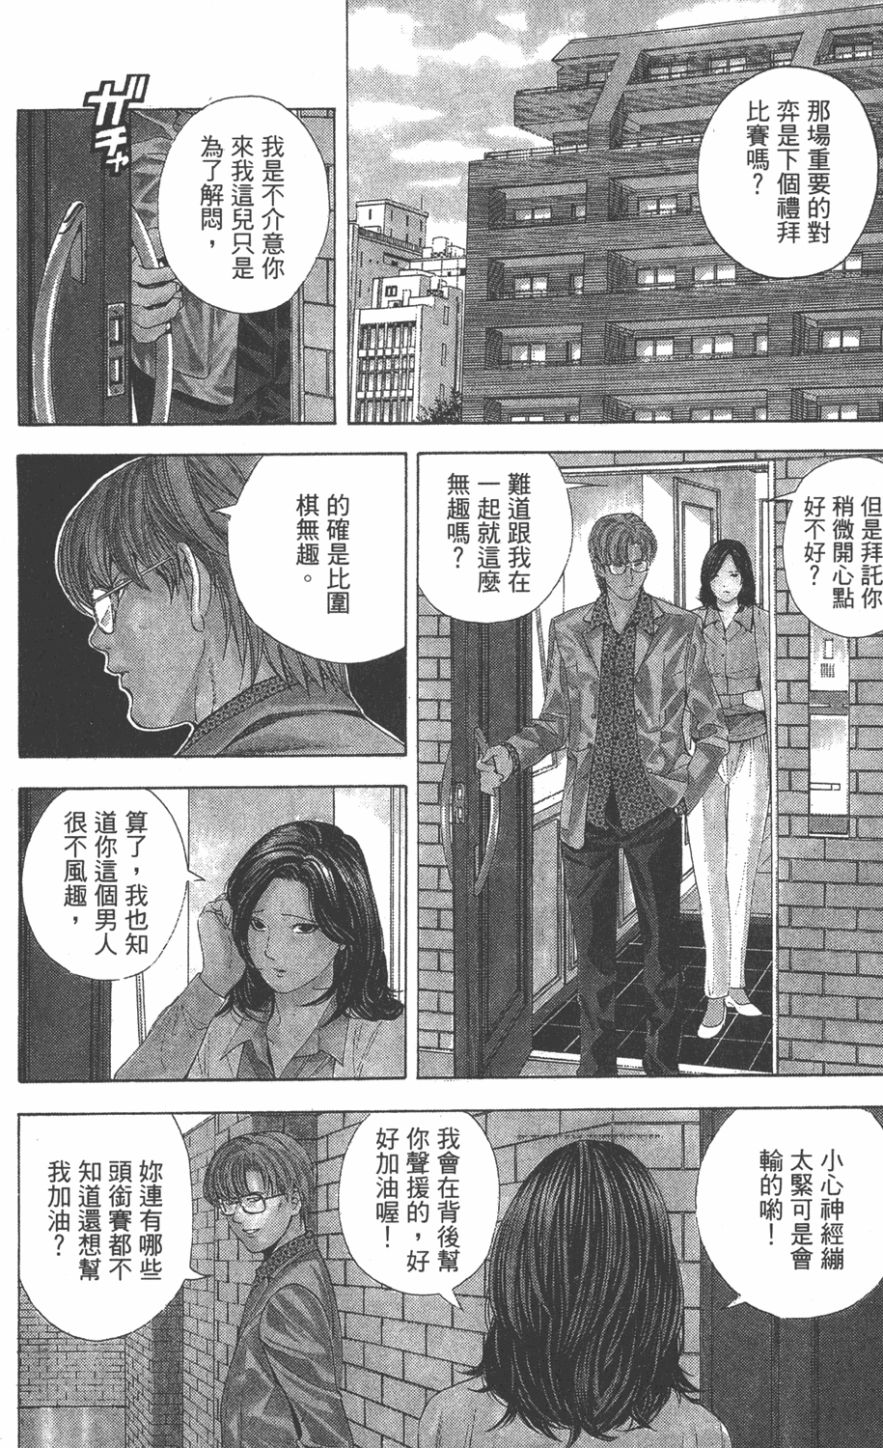 那場重要的對
弈是下個禮拜
比賽嗎？
ガチャ
我是不介意你
來我這兒只是
為了解悶，
但是拜託你
稍微開心點
好不好？
難道跟我在
一起就這麼
無趣嗎？
的確是比圍
棋無趣。
算了，我也知
道你這個男人
很不風趣，
小心神經繃
太緊可是會
輸的喲！
我會在背後幫
你聲援的，好
好加油喔！
妳連有哪些
頭銜賽都不
知道還想幫
我加油？